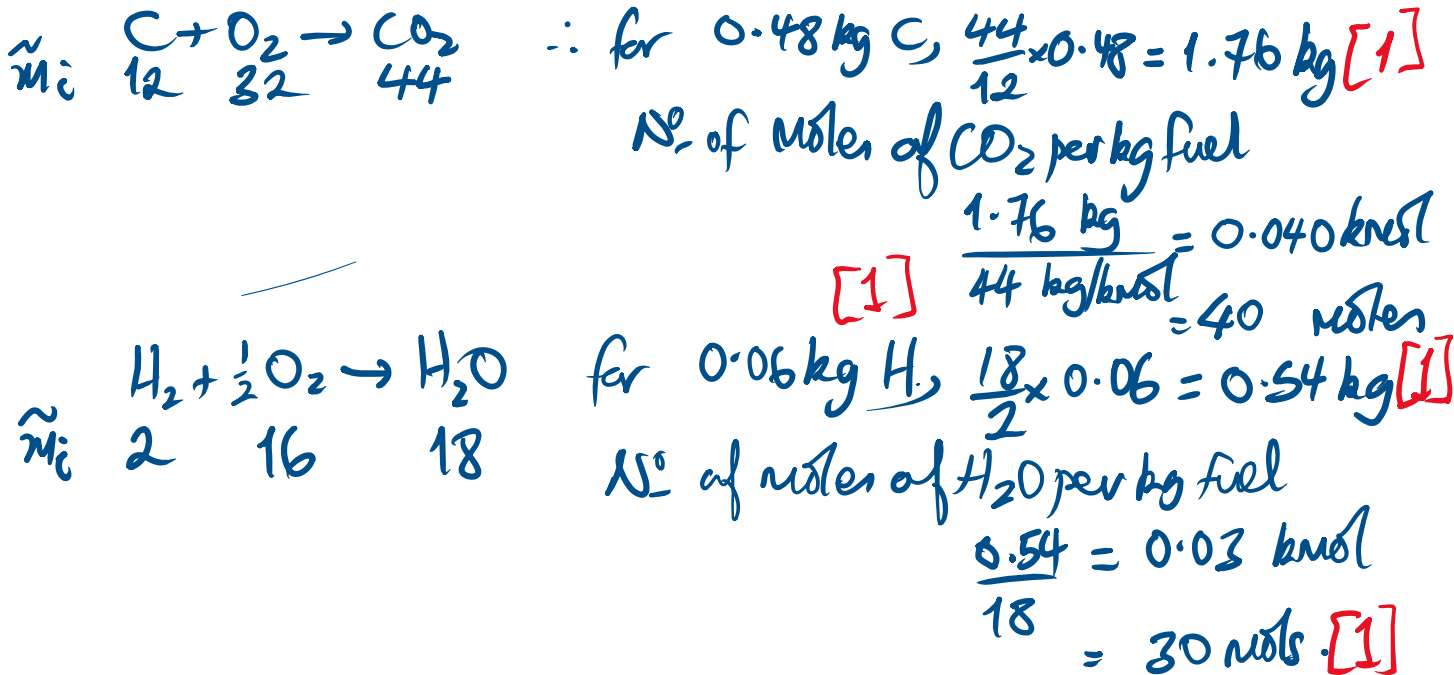 C + O₂ → CO₂ ∴ for 0.48 kg C, 44/12 × 0.48 = 1.76 kg [1]
m̃ᵢ 12 32 44
Nº of moles of CO₂ per kg fuel
1.76 kg / 44 kg/kmol = 0.040 kmol
[1] = 40 moles
H₂ + ½ O₂ → H₂O for 0.06 kg H, 18/2 × 0.06 = 0.54 kg [1]
m̃ᵢ 2 16 18
Nº of moles of H₂O per kg fuel
0.54 / 18 = 0.03 kmol
= 30 mols. [1]